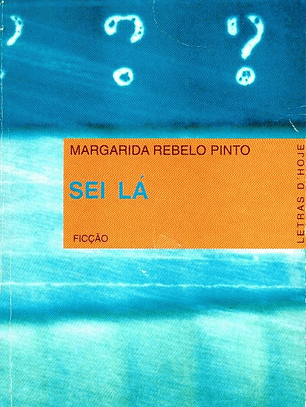 ? ? ?
MARGARIDA REBELO PINTO
SEI LÁ
FICÇÃO
LETRAS D'HOJE